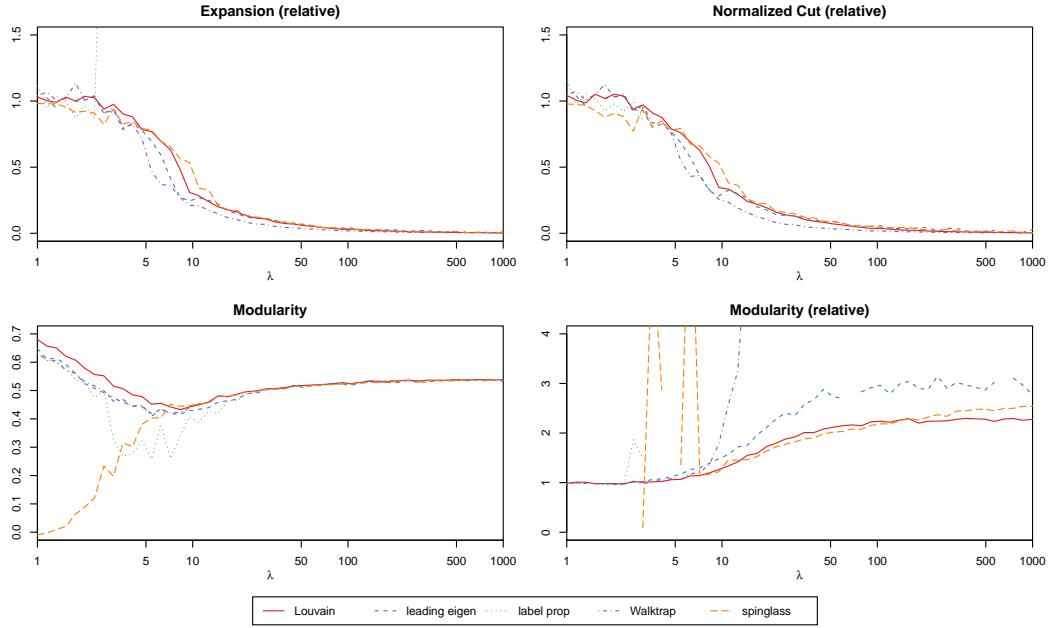 Expansion (relative)
Normalized Cut (relative)
1.5
1.0
0.5
0.0
1 5 10 50 100 500 1000
λ
1.5
1.0
0.5
0.0
1 5 10 50 100 500 1000
λ
Modularity
Modularity (relative)
0.7
0.6
0.5
0.4
0.3
0.2
0.1
0.0
1 5 10 50 100 500 1000
λ
4
3
2
1
0
1 5 10 50 100 500 1000
λ
Louvain leading eigen label prop Walktrap spinglass